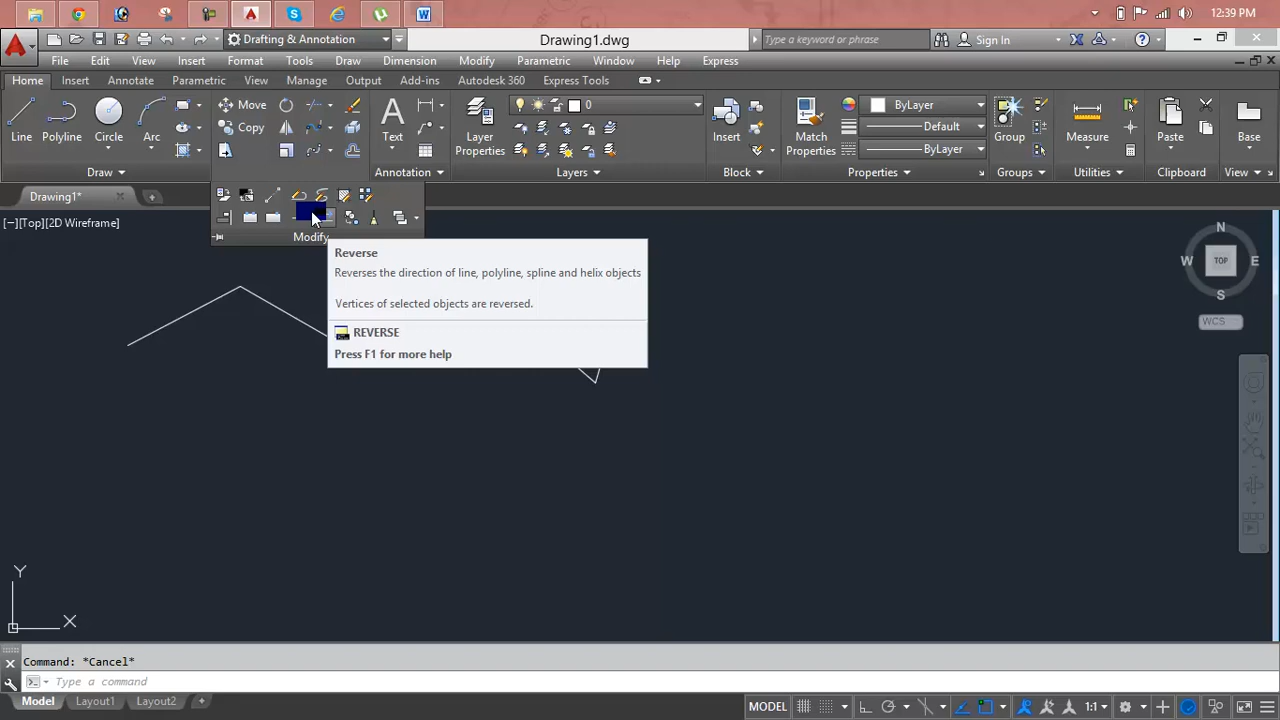 12:39 PM
Drafting & Annotation
Drawing1.dwg
Type a keyword or phrase
Sign In
File Edit View Insert Format Tools Draw Dimension Modify Parametric Window Help Express
Home Insert Annotate Parametric View Manage Output Add-ins Autodesk 360 Express Tools
Line
Polyline
Circle
Arc
Move
Copy
Text
Layer
Properties
0
Insert
Match
Properties
ByLayer
Default
ByLayer
Group
Measure
Paste
Base
Draw
Annotation
Layers
Block
Properties
Groups
Utilities
Clipboard
View
Drawing1*
[−][Top][2D Wireframe]
Modify
Reverse
Reverses the direction of line, polyline, spline and helix objects
Vertices of selected objects are reversed.
REVERSE
Press F1 for more help
N
W
TOP
E
S
WCS
Y
X
Command: *Cancel*
Type a command
Model Layout1 Layout2
MODEL
1:1